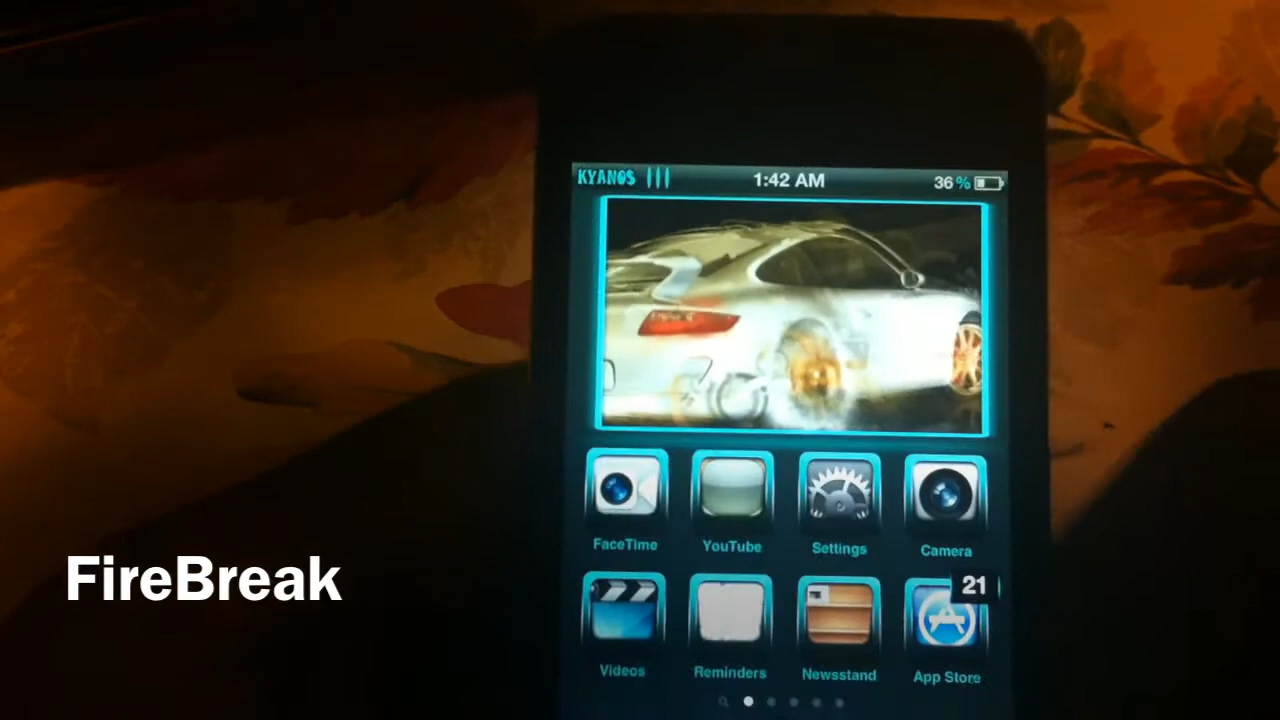 KYANOS
1:42 AM
36 %
FaceTime
YouTube
Settings
Camera
21
Videos
Reminders
Newsstand
App Store
FireBreak